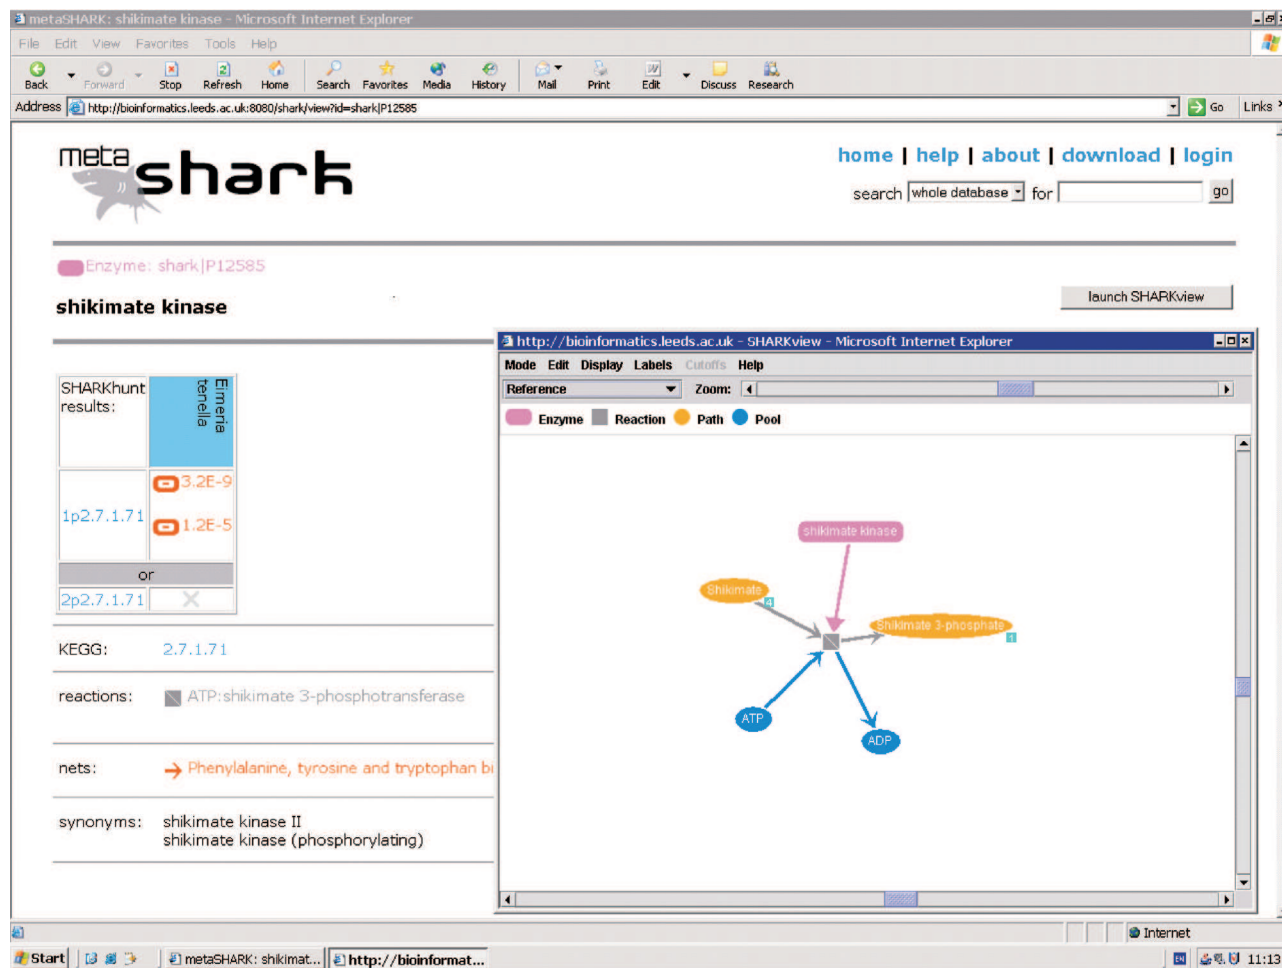 metaSHARK: shikimate kinase - Microsoft Internet Explorer
File Edit View Favorites Tools Help
Back Forward Stop Refresh Home Search Favorites Media History Mail Print Edit Discuss Research
Address http://bioinformatics.leeds.ac.uk:8080/shark/view?id=shark|P12585 Go Links
meta shark
home | help | about | download | login
search whole database for go
Enzyme: shark|P12585
shikimate kinase
launch SHARKview
SHARKhunt results:
Eimeria tenella
1p2.7.1.71
3.2E-9
1.2E-5
or
2p2.7.1.71
KEGG: 2.7.1.71
reactions: ATP:shikimate 3-phosphotransferase
nets: Phenylalanine, tyrosine and tryptophan bi
synonyms: shikimate kinase II
shikimate kinase (phosphorylating)
http://bioinformatics.leeds.ac.uk - SHARKview - Microsoft Internet Explorer
Mode Edit Display Labels Cutoffs Help
Reference Zoom:
Enzyme Reaction Path Pool
shikimate kinase
Shikimate
4
Shikimate 3-phosphate
1
ATP
ADP
Internet
Start metaSHARK: shikimat... http://bioinformat... EN 11:13